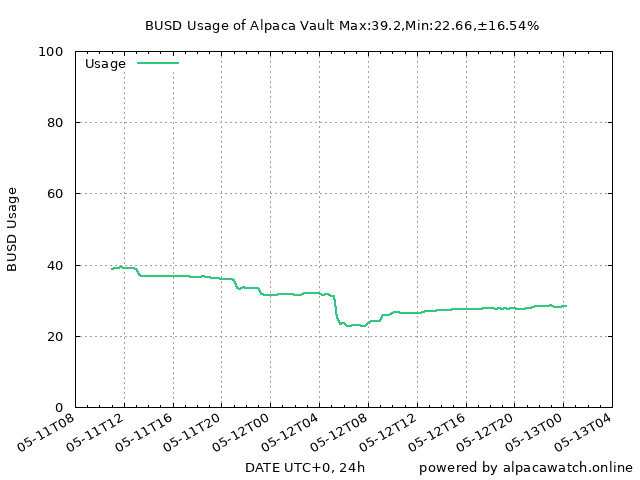 BUSD Usage of Alpaca Vault Max:39.2,Min:22.66,±16.54%
Usage
100
80
60
40
20
0
BUSD Usage
05-11T08
05-11T12
05-11T16
05-11T20
05-12T00
05-12T04
05-12T08
05-12T12
05-12T16
05-12T20
05-13T00
05-13T04
DATE UTC+0, 24h
powered by alpacawatch.online